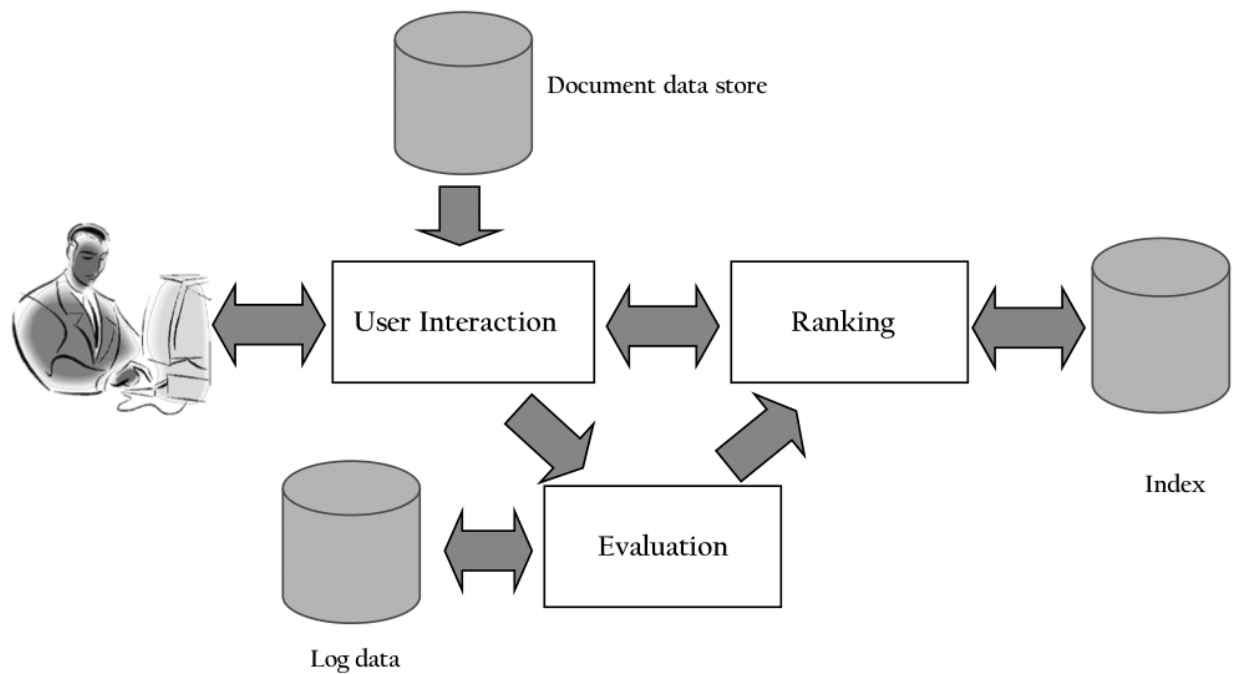 Document data store
User Interaction
Ranking
Index
Evaluation
Log data